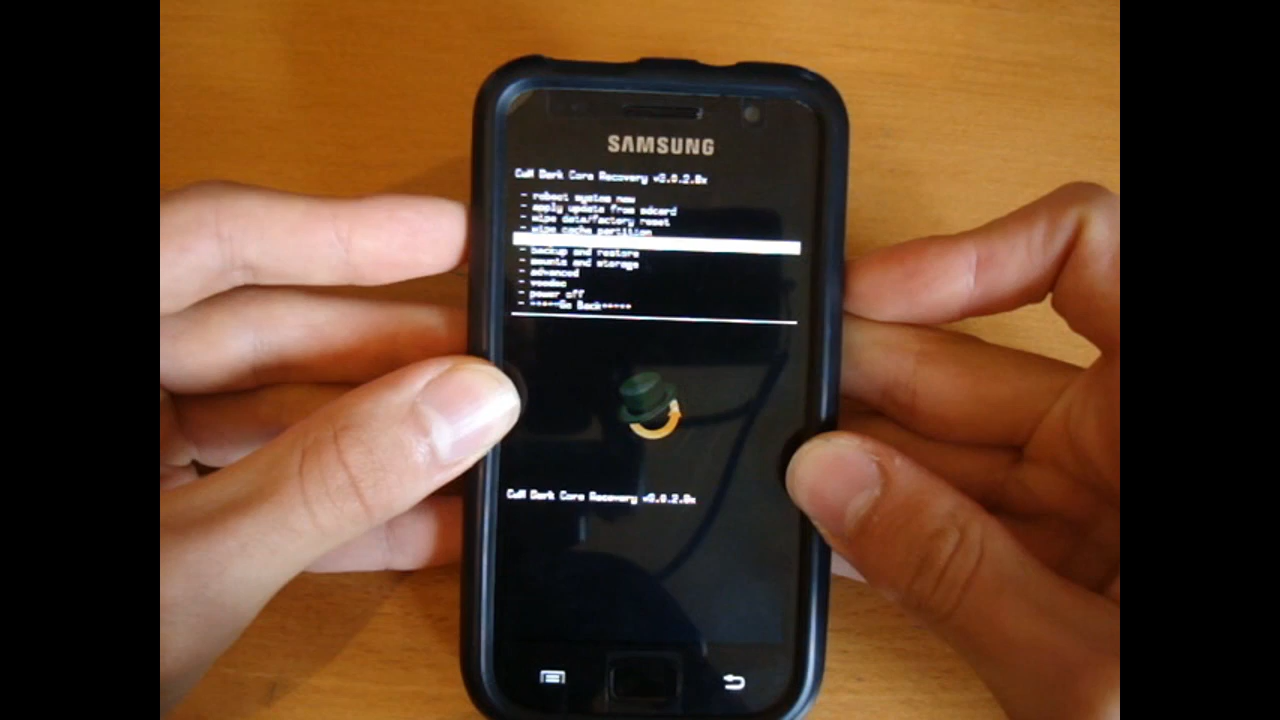 SAMSUNG
CWM Dark Core Recovery v3.0.2.8x
- reboot system now
- apply update from sdcard
- wipe data/factory reset
- wipe cache partition
- backup and restore
- mounts and storage
- advanced
- voodoo
- power off
- +++++Go Back+++++
CWM Dark Core Recovery v3.0.2.8x